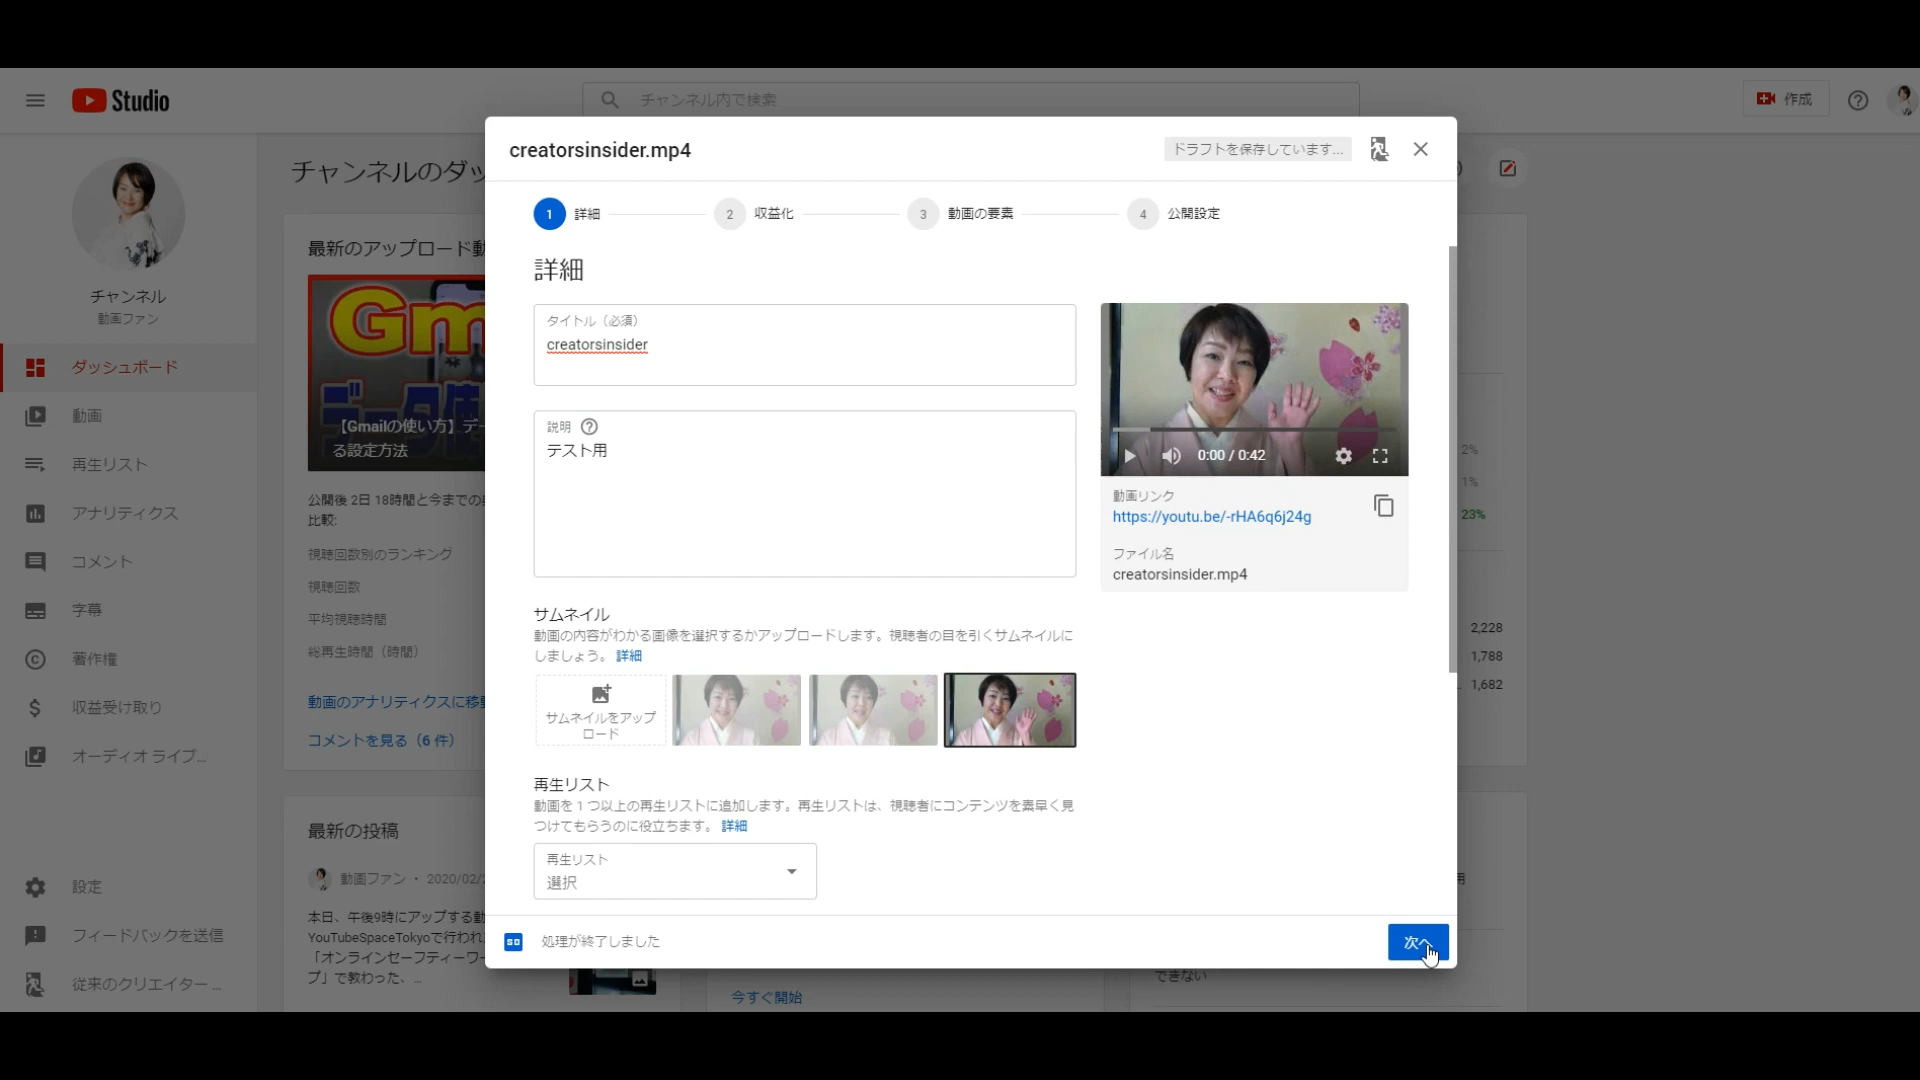 Studio
チャンネル内で検索
作成
チャンネル
動画ファン
ダッシュボード
動画
再生リスト
アナリティクス
コメント
字幕
著作権
収益受け取り
オーディオ ライブ...
設定
フィードバックを送信
従来のクリエイター ...
チャンネルのダッ
最新のアップロード動
Gm
データ使
【Gmailの使い方】デー
る設定方法
公開後 2日 18時間と今までの
比較:
視聴回数別のランキング
視聴回数
平均視聴時間
総再生時間（時間）
動画のアナリティクスに移動
コメントを見る（6 件）
最新の投稿
動画ファン ・ 2020/02/2
本日、午後9時にアップする動
YouTubeSpaceTokyoで行われ
「オンラインセーフティーワー
プ」で教わった、...
creatorsinsider.mp4
ドラフトを保存しています...
1 詳細
2 収益化
3 動画の要素
4 公開設定
詳細
タイトル（必須）
creatorsinsider
説明
テスト用
サムネイル
動画の内容がわかる画像を選択するかアップロードします。視聴者の目を引くサムネイルに
しましょう。 詳細
サムネイルをアップ
ロード
再生リスト
動画を 1 つ以上の再生リストに追加します。再生リストは、視聴者にコンテンツを素早く見
つけてもらうのに役立ちます。 詳細
再生リスト
選択
0:00 / 0:42
動画リンク
https://youtu.be/-rHA6q6j24g
ファイル名
creatorsinsider.mp4
SD
処理が終了しました
次へ
2%
1%
23%
2,228
1,788
1,682
用
できない
今すぐ開始